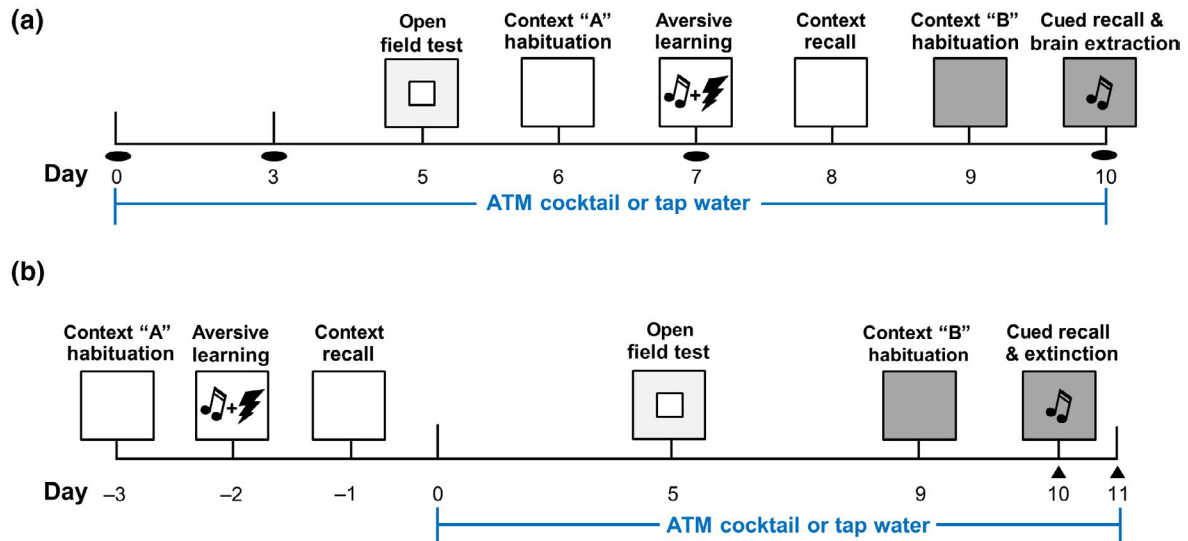 (a)
Open
field test
Context “A”
habituation
Aversive
learning
Context
recall
Context “B”
habituation
Cued recall &
brain extraction
+
Day 0 3 5 6 7 8 9 10
ATM cocktail or tap water
(b)
Context “A”
habituation
Aversive
learning
Context
recall
Open
field test
Context “B”
habituation
Cued recall
& extinction
+
Day –3 –2 –1 0 5 9 10 11
ATM cocktail or tap water